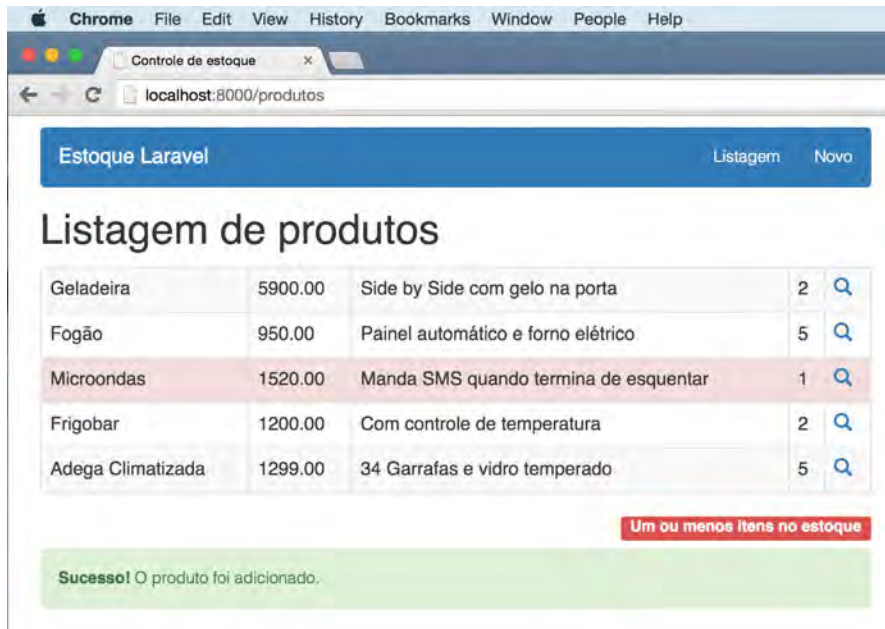 Chrome File Edit View History Bookmarks Window People Help
Controle de estoque
localhost:8000/produtos
Estoque Laravel Listagem Novo
Listagem de produtos
Geladeira 5900.00 Side by Side com gelo na porta 2
Fogão 950.00 Painel automático e forno elétrico 5
Microondas 1520.00 Manda SMS quando termina de esquentar 1
Frigobar 1200.00 Com controle de temperatura 2
Adega Climatizada 1299.00 34 Garrafas e vidro temperado 5
Um ou menos itens no estoque
Sucesso! O produto foi adicionado.